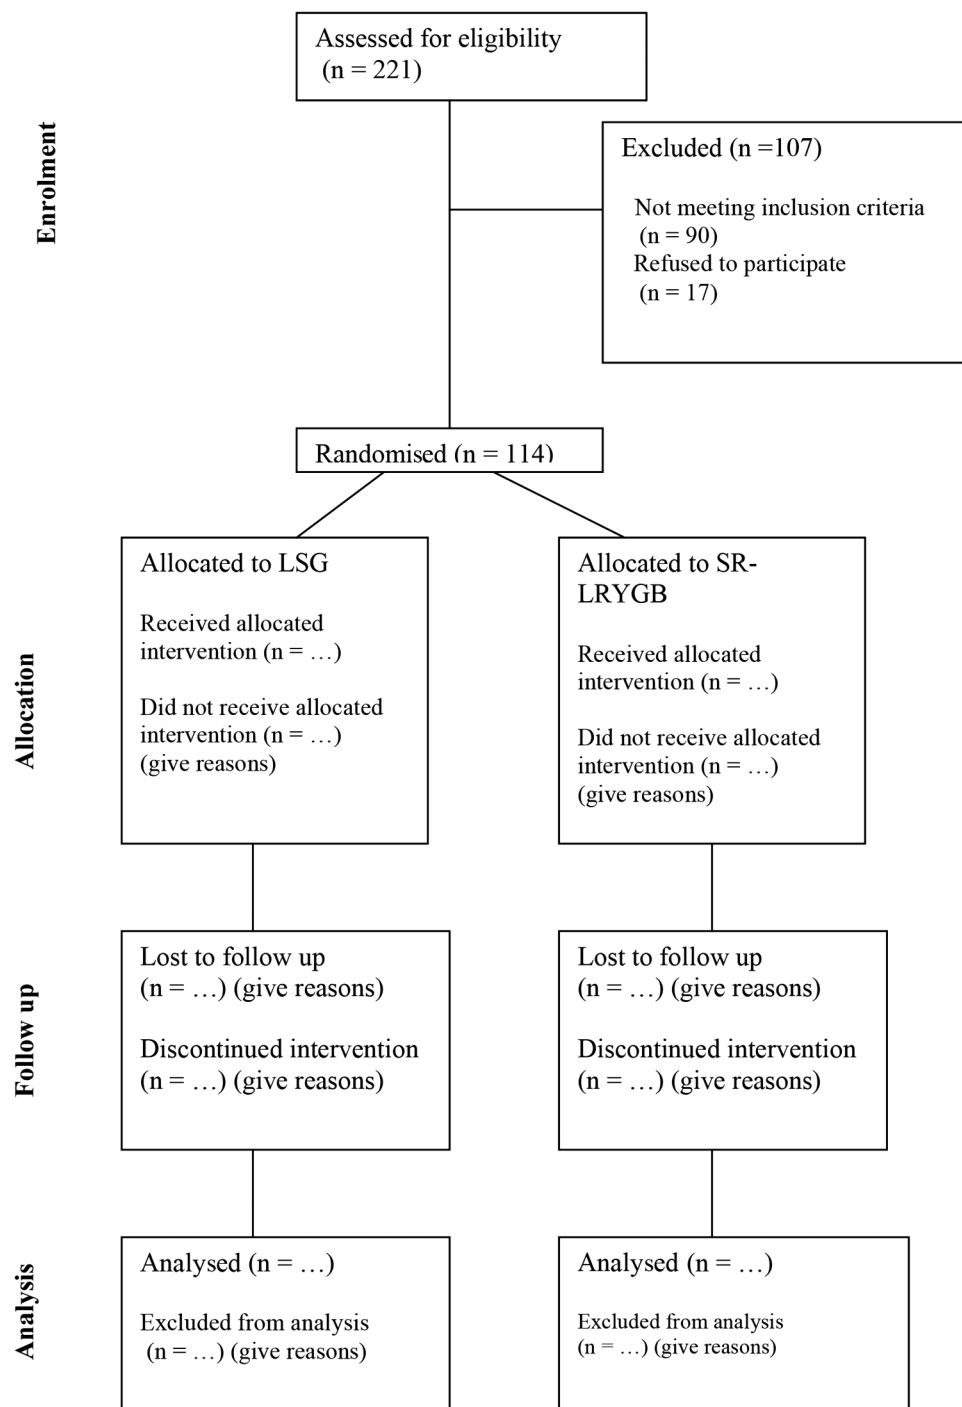 Assessed for eligibility
(n = 221)
Enrolment
Excluded (n =107)
Not meeting inclusion criteria
(n = 90)
Refused to participate
(n = 17)
Randomised (n = 114)
Allocation
Allocated to LSG
Received allocated
intervention (n = …)
Did not receive allocated
intervention (n = …)
(give reasons)
Allocated to SR-
LRYGB
Received allocated
intervention (n = …)
Did not receive allocated
intervention (n = …)
(give reasons)
Follow up
Lost to follow up
(n = …) (give reasons)
Discontinued intervention
(n = …) (give reasons)
Lost to follow up
(n = …) (give reasons)
Discontinued intervention
(n = …) (give reasons)
Analysis
Analysed (n = …)
Excluded from analysis
(n = …) (give reasons)
Analysed (n = …)
Excluded from analysis
(n = …) (give reasons)